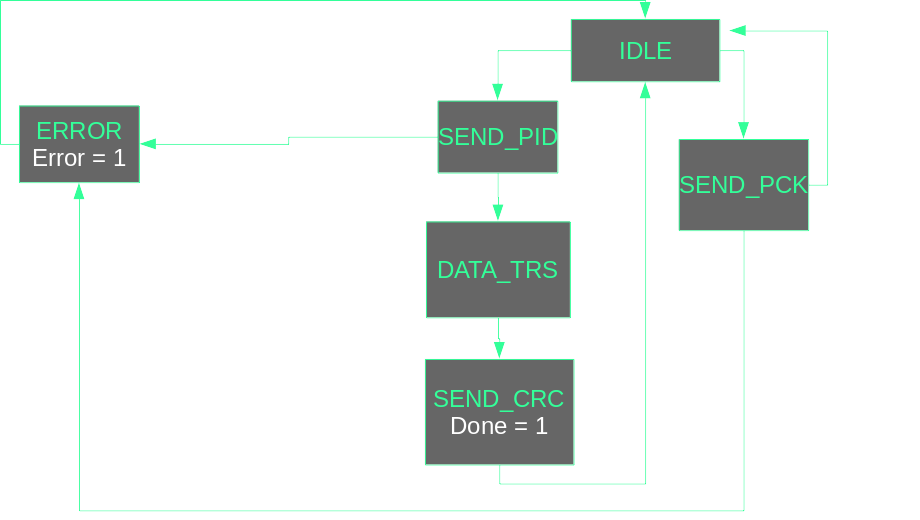 IDLE
ERROR
Error = 1
SEND_PID
SEND_PCK
DATA_TRS
SEND_CRC
Done = 1